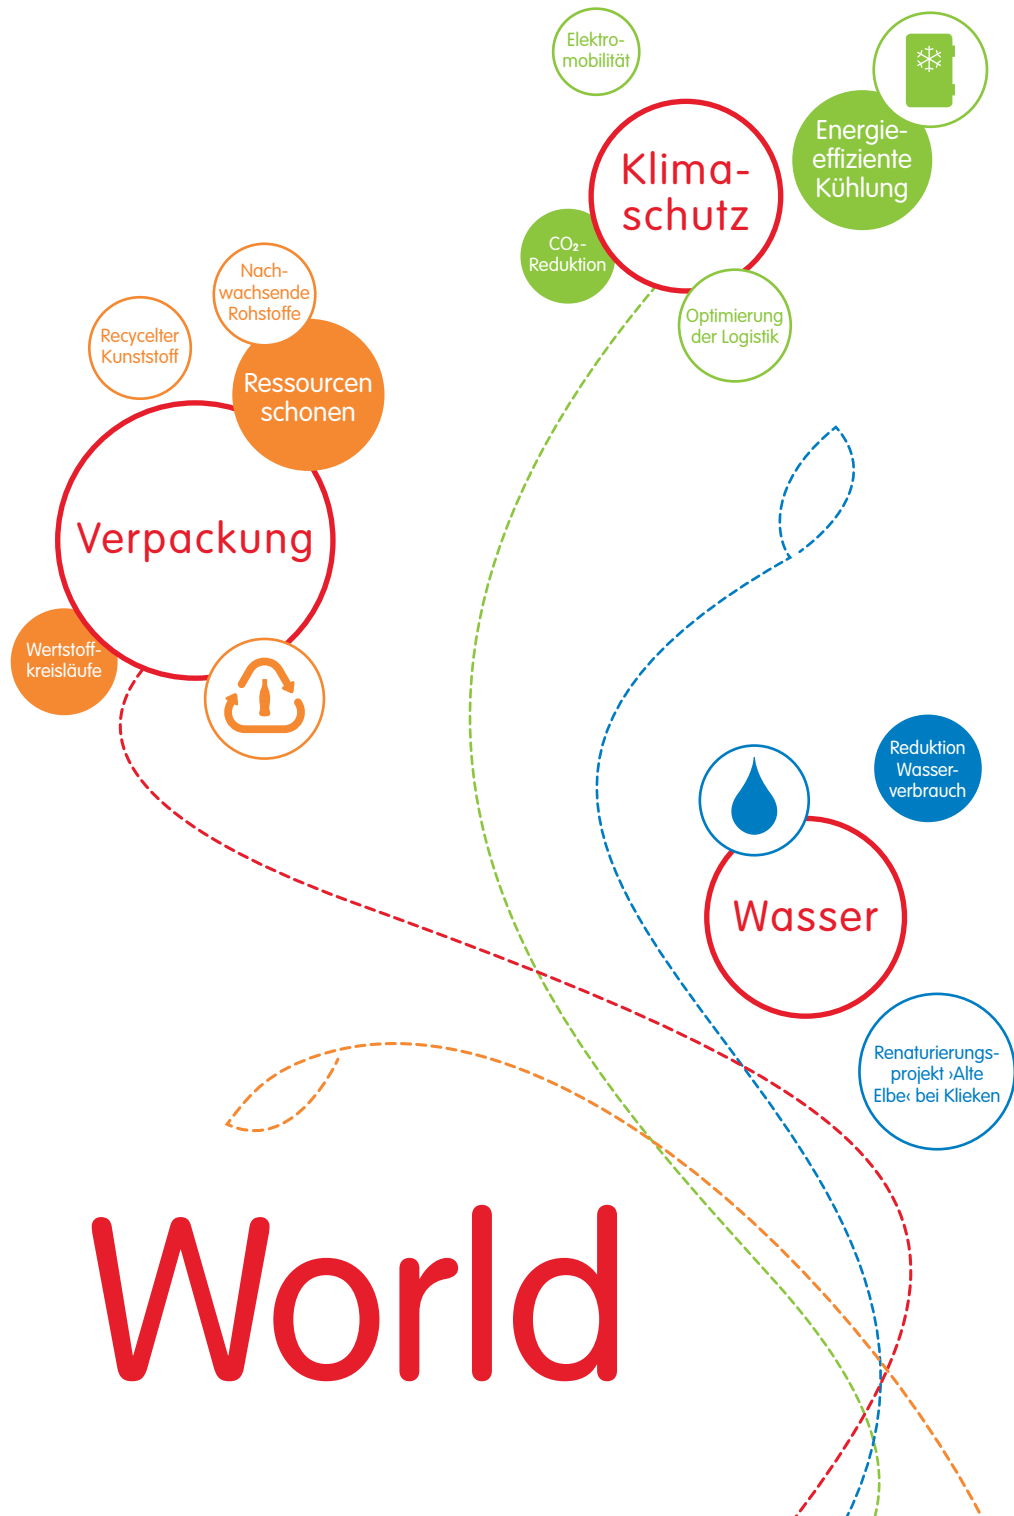 Elektro-
mobilität
Energie-
effiziente
Kühlung
Klima-
schutz
CO₂-
Reduktion
Optimierung
der Logistik
Nach-
wachsende
Rohstoffe
Recycelter
Kunststoff
Ressourcen
schonen
Verpackung
Wertstoff-
kreisläufe
Reduktion
Wasser-
verbrauch
Wasser
Renaturierungs-
projekt ›Alte
Elbe‹ bei Klieken
World